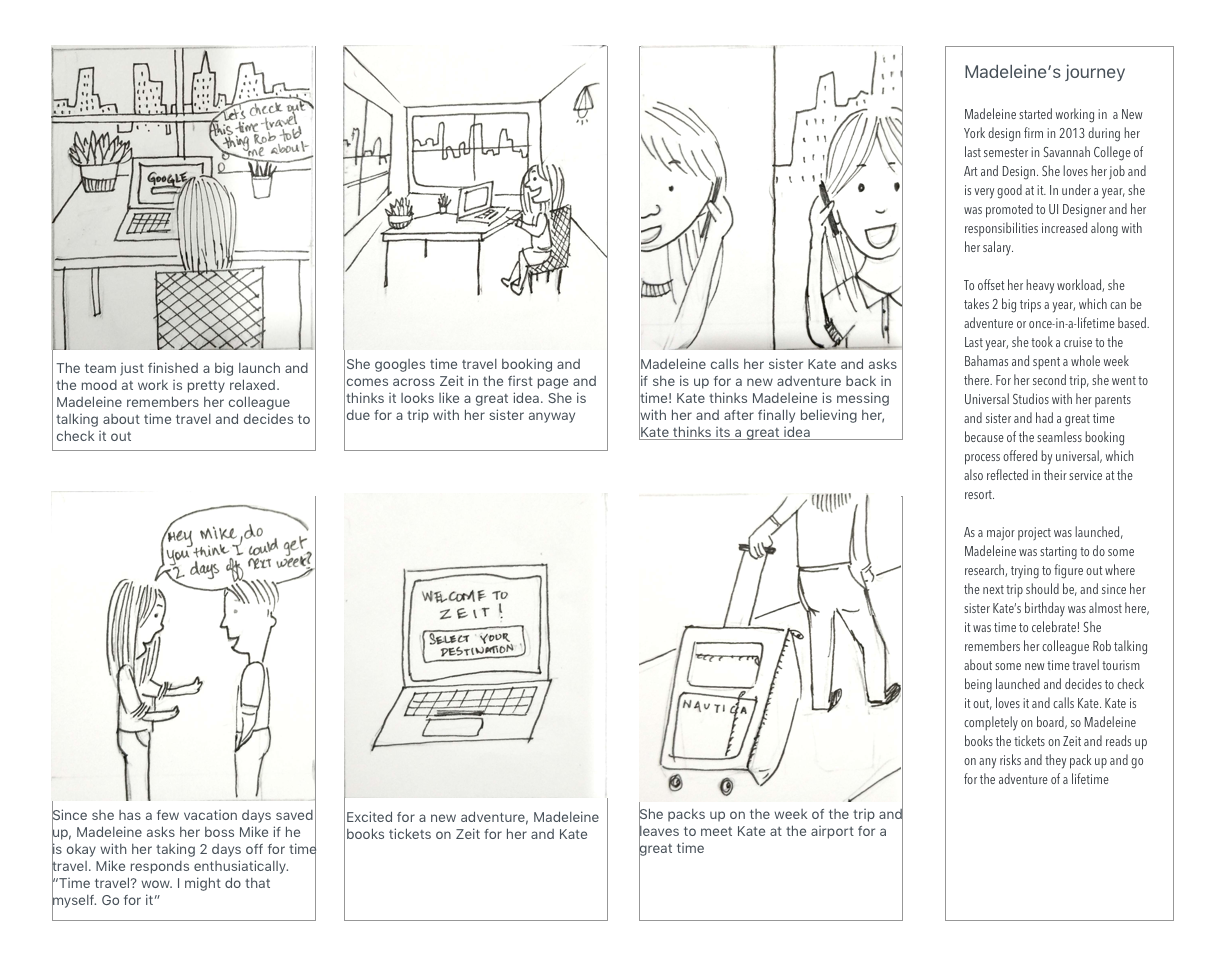 Let's check out
this time travel
thing Rob told
me about
GOOGLE
The team just finished a big launch and
the mood at work is pretty relaxed.
Madeleine remembers her colleague
talking about time travel and decides to
check it out
She googles time travel booking and
comes across Zeit in the first page and
thinks it looks like a great idea. She is
due for a trip with her sister anyway
Madeleine calls her sister Kate and asks
if she is up for a new adventure back in
time! Kate thinks Madeleine is messing
with her and after finally believing her,
Kate thinks its a great idea
Hey Mike, do
you think I could get
2 days off next week?
Since she has a few vacation days saved
up, Madeleine asks her boss Mike if he
is okay with her taking 2 days off for time
travel. Mike responds enthusiatically.
“Time travel? wow. I might do that
myself. Go for it”
WELCOME TO
ZEIT!
SELECT YOUR
DESTINATION
Excited for a new adventure, Madeleine
books tickets on Zeit for her and Kate
NAUTICA
She packs up on the week of the trip and
leaves to meet Kate at the airport for a
great time
Madeleine’s journey
Madeleine started working in a New
York design firm in 2013 during her
last semester in Savannah College of
Art and Design. She loves her job and
is very good at it. In under a year, she
was promoted to UI Designer and her
responsibilities increased along with
her salary.
To offset her heavy workload, she
takes 2 big trips a year, which can be
adventure or once-in-a-lifetime based.
Last year, she took a cruise to the
Bahamas and spent a whole week
there. For her second trip, she went to
Universal Studios with her parents
and sister and had a great time
because of the seamless booking
process offered by universal, which
also reflected in their service at the
resort.
As a major project was launched,
Madeleine was starting to do some
research, trying to figure out where
the next trip should be, and since her
sister Kate’s birthday was almost here,
it was time to celebrate! She
remembers her colleague Rob talking
about some new time travel tourism
being launched and decides to check
it out, loves it and calls Kate. Kate is
completely on board, so Madeleine
books the tickets on Zeit and reads up
on any risks and they pack up and go
for the adventure of a lifetime